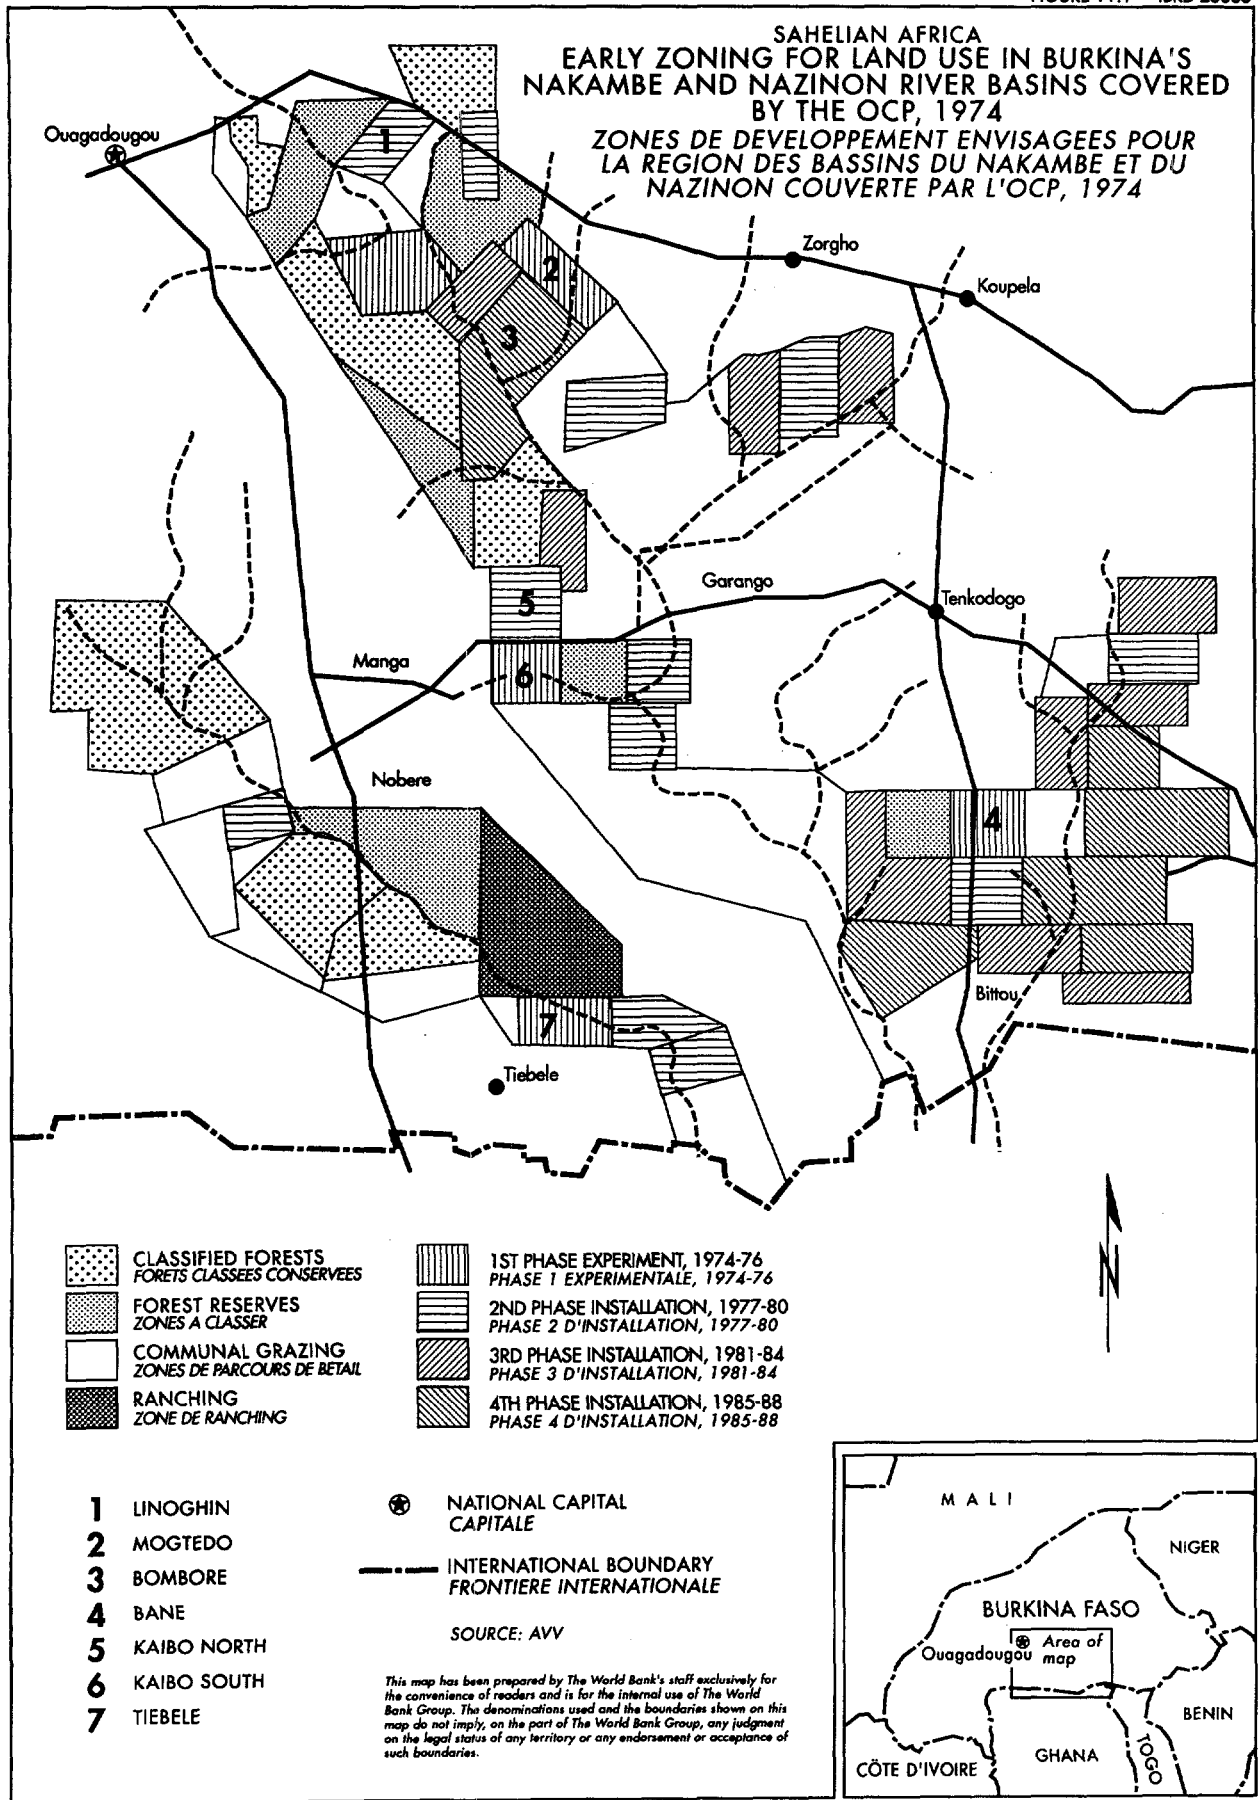 SAHELIAN AFRICA
EARLY ZONING FOR LAND USE IN BURKINA'S
NAKAMBE AND NAZINON RIVER BASINS COVERED
BY THE OCP, 1974
ZONES DE DEVELOPPEMENT ENVISAGEES POUR
LA REGION DES BASSINS DU NAKAMBE ET DU
NAZINON COUVERTE PAR L'OCP, 1974
Ouagadougou
1
2
3
Zorgho
Koupela
5
Garango
Tenkodogo
Manga
6
Nobere
4
Bittou
7
Tiebele
N
CLASSIFIED FORESTS
FORETS CLASSEES CONSERVEES
FOREST RESERVES
ZONES A CLASSER
COMMUNAL GRAZING
ZONES DE PARCOURS DE BETAIL
RANCHING
ZONE DE RANCHING
1ST PHASE EXPERIMENT, 1974-76
PHASE 1 EXPERIMENTALE, 1974-76
2ND PHASE INSTALLATION, 1977-80
PHASE 2 D'INSTALLATION, 1977-80
3RD PHASE INSTALLATION, 1981-84
PHASE 3 D'INSTALLATION, 1981-84
4TH PHASE INSTALLATION, 1985-88
PHASE 4 D'INSTALLATION, 1985-88
1 LINOGHIN
2 MOGTEDO
3 BOMBORE
4 BANE
5 KAIBO NORTH
6 KAIBO SOUTH
7 TIEBELE
NATIONAL CAPITAL
CAPITALE
INTERNATIONAL BOUNDARY
FRONTIERE INTERNATIONALE
SOURCE: AVV
This map has been prepared by The World Bank's staff exclusively for
the convenience of readers and is for the internal use of The World
Bank Group. The denominations used and the boundaries shown on this
map do not imply, on the part of The World Bank Group, any judgment
on the legal status of any territory or any endorsement or acceptance of
such boundaries.
MALI
NIGER
BURKINA FASO
Ouagadougou
Area of
map
BENIN
CÔTE D'IVOIRE
GHANA
TOGO